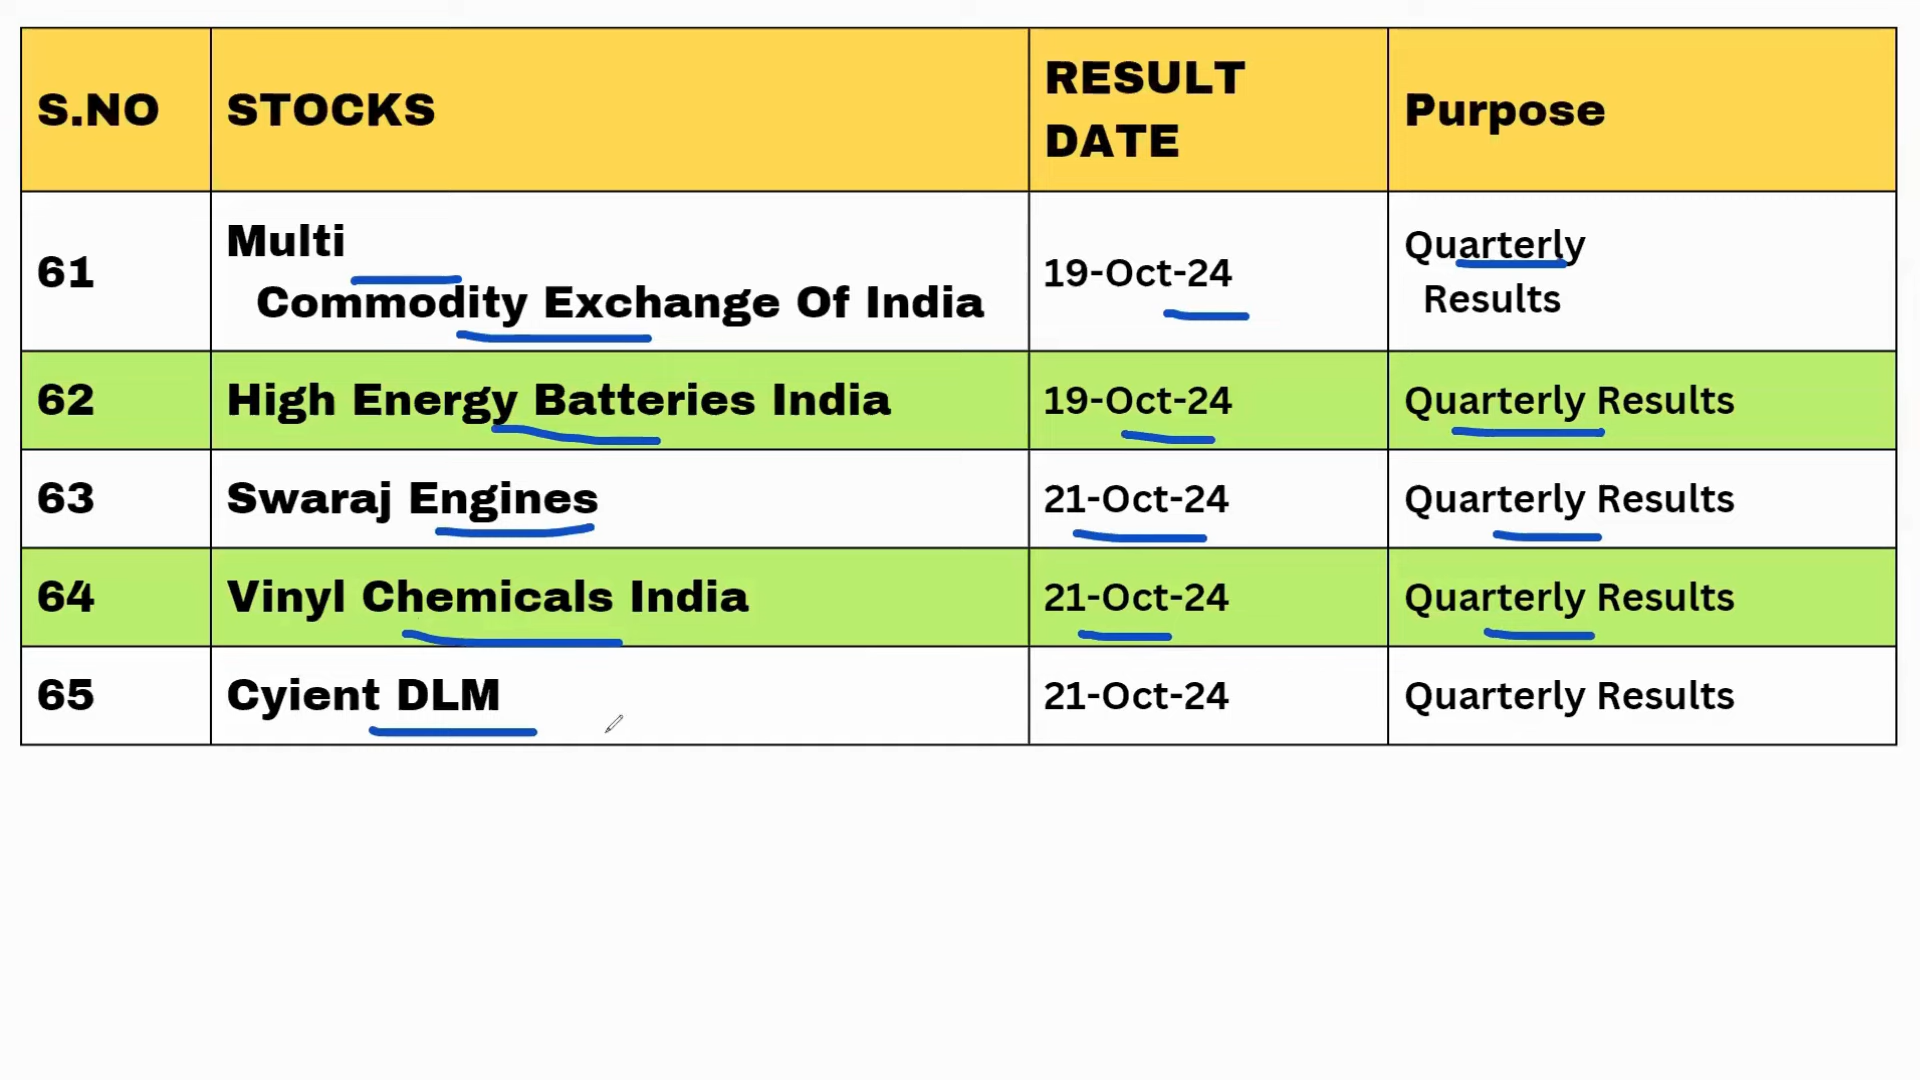 S.NO STOCKS RESULT DATE Purpose
61 Multi Commodity Exchange Of India 19-Oct-24 Quarterly Results
62 High Energy Batteries India 19-Oct-24 Quarterly Results
63 Swaraj Engines 21-Oct-24 Quarterly Results
64 Vinyl Chemicals India 21-Oct-24 Quarterly Results
65 Cyient DLM 21-Oct-24 Quarterly Results